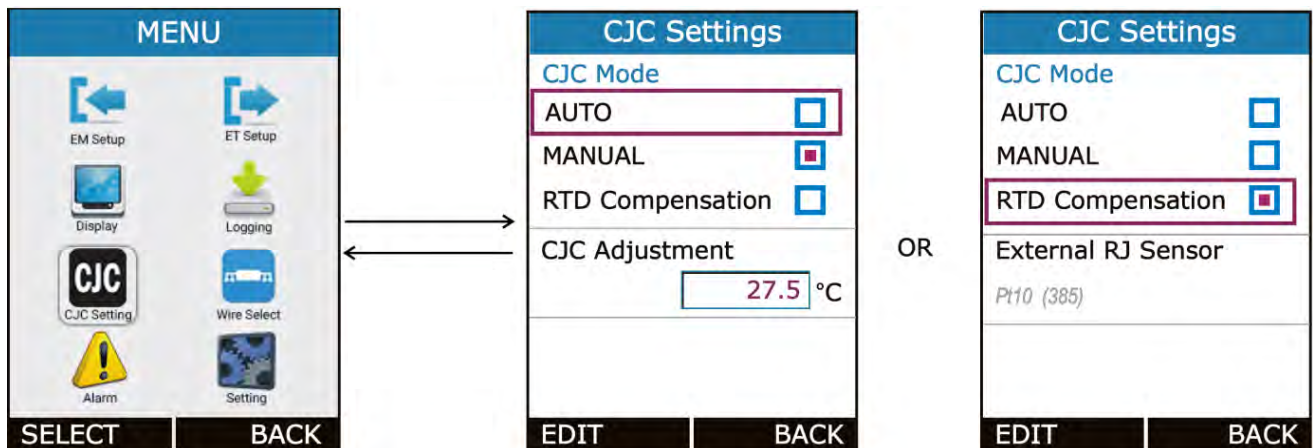 MENU
EM Setup
ET Setup
Display
Logging
CJC
CJC Setting
Wire Select
Alarm
Setting
SELECT
BACK
CJC Settings
CJC Mode
AUTO
MANUAL
RTD Compensation
CJC Adjustment
27.5 °C
EDIT
BACK
OR
CJC Settings
CJC Mode
AUTO
MANUAL
RTD Compensation
External RJ Sensor
Pt10 (385)
EDIT
BACK